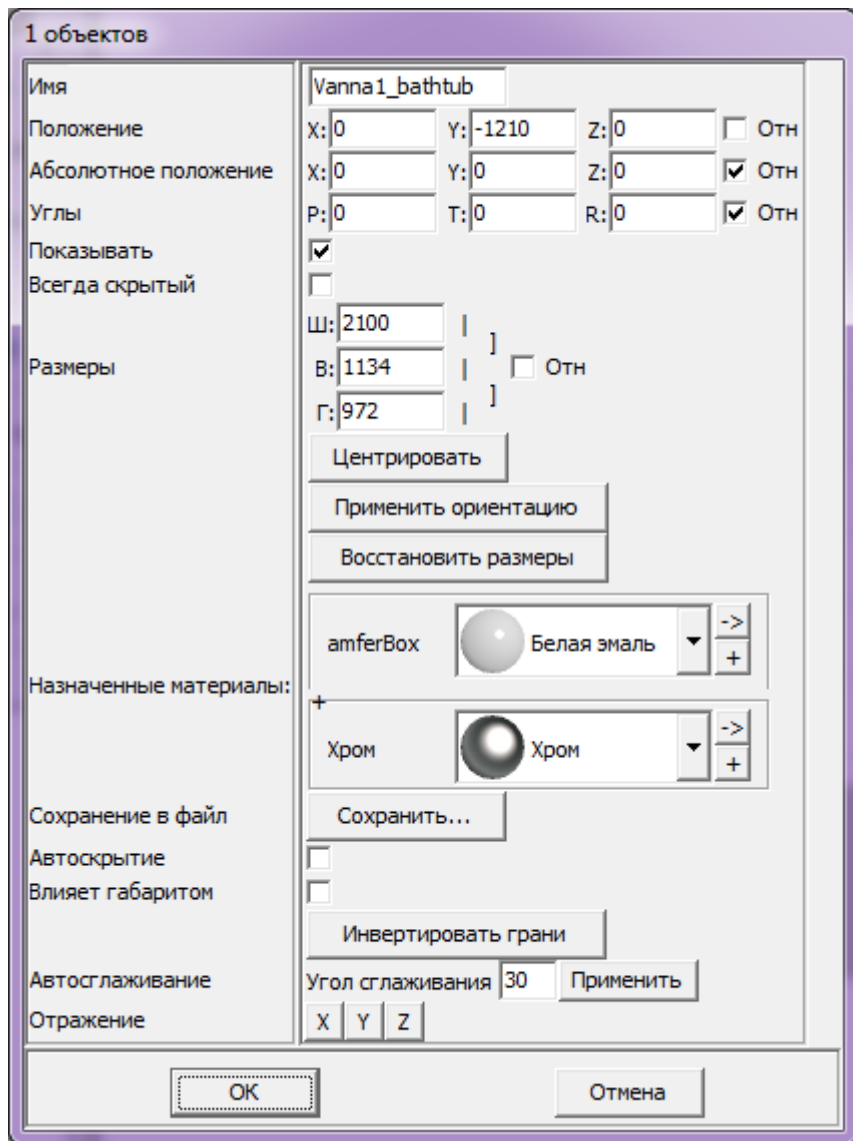 1 объектов
Имя Vanna1_bathtub
Положение X: 0 Y: -1210 Z: 0 Отн
Абсолютное положение X: 0 Y: 0 Z: 0 Отн
Углы P: 0 T: 0 R: 0 Отн
Показывать
Всегда скрытый
Ш: 2100 | ]
Размеры В: 1134 | Отн
Г: 972 | ]
Центрировать
Применить ориентацию
Восстановить размеры
amferBox Белая эмаль -> +
Назначенные материалы:
+
Хром Хром -> +
Сохранение в файл Сохранить...
Автоскрытие
Влияет габаритом
Инвертировать грани
Автосглаживание Угол сглаживания 30 Применить
Отражение X Y Z
OK Отмена